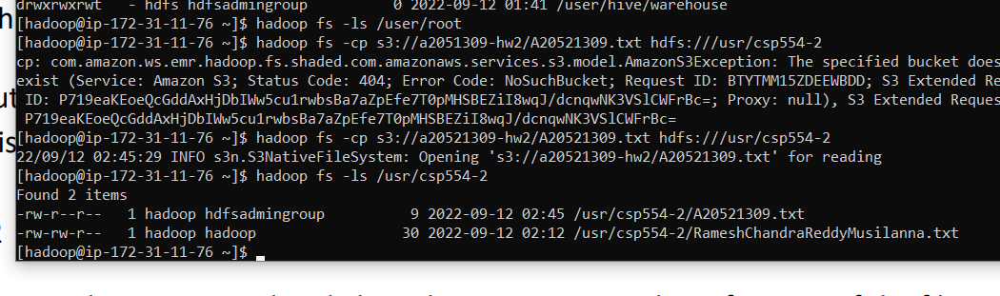 drwxrwxrwt   - hdfs hdfsadmingroup          0 2022-09-12 01:41 /user/hive/warehouse
[hadoop@ip-172-31-11-76 ~]$ hadoop fs -ls /user/root
[hadoop@ip-172-31-11-76 ~]$ hadoop fs -cp s3://a2051309-hw2/A20521309.txt hdfs:///usr/csp554-2
cp: com.amazon.ws.emr.hadoop.fs.shaded.com.amazonaws.services.s3.model.AmazonS3Exception: The specified bucket does
exist (Service: Amazon S3; Status Code: 404; Error Code: NoSuchBucket; Request ID: BTYTMM15ZDEEWBDD; S3 Extended Re
ID: P719eaKEoeQcGddAxHjDbIWw5cu1rwbsBa7aZpEfe7T0pMHSBEZiI8wqJ/dcnqwNK3VSlCWFrBc=; Proxy: null), S3 Extended Reques
P719eaKEoeQcGddAxHjDbIWw5cu1rwbsBa7aZpEfe7T0pMHSBEZiI8wqJ/dcnqwNK3VSlCWFrBc=
[hadoop@ip-172-31-11-76 ~]$ hadoop fs -cp s3://a20521309-hw2/A20521309.txt hdfs:///usr/csp554-2
22/09/12 02:45:29 INFO s3n.S3NativeFileSystem: Opening 's3://a20521309-hw2/A20521309.txt' for reading
[hadoop@ip-172-31-11-76 ~]$ hadoop fs -ls /usr/csp554-2
Found 2 items
-rw-r--r--   1 hadoop hdfsadmingroup          9 2022-09-12 02:45 /usr/csp554-2/A20521309.txt
-rw-rw-r--   1 hadoop hadoop                 30 2022-09-12 02:12 /usr/csp554-2/RameshChandraReddyMusilanna.txt
[hadoop@ip-172-31-11-76 ~]$